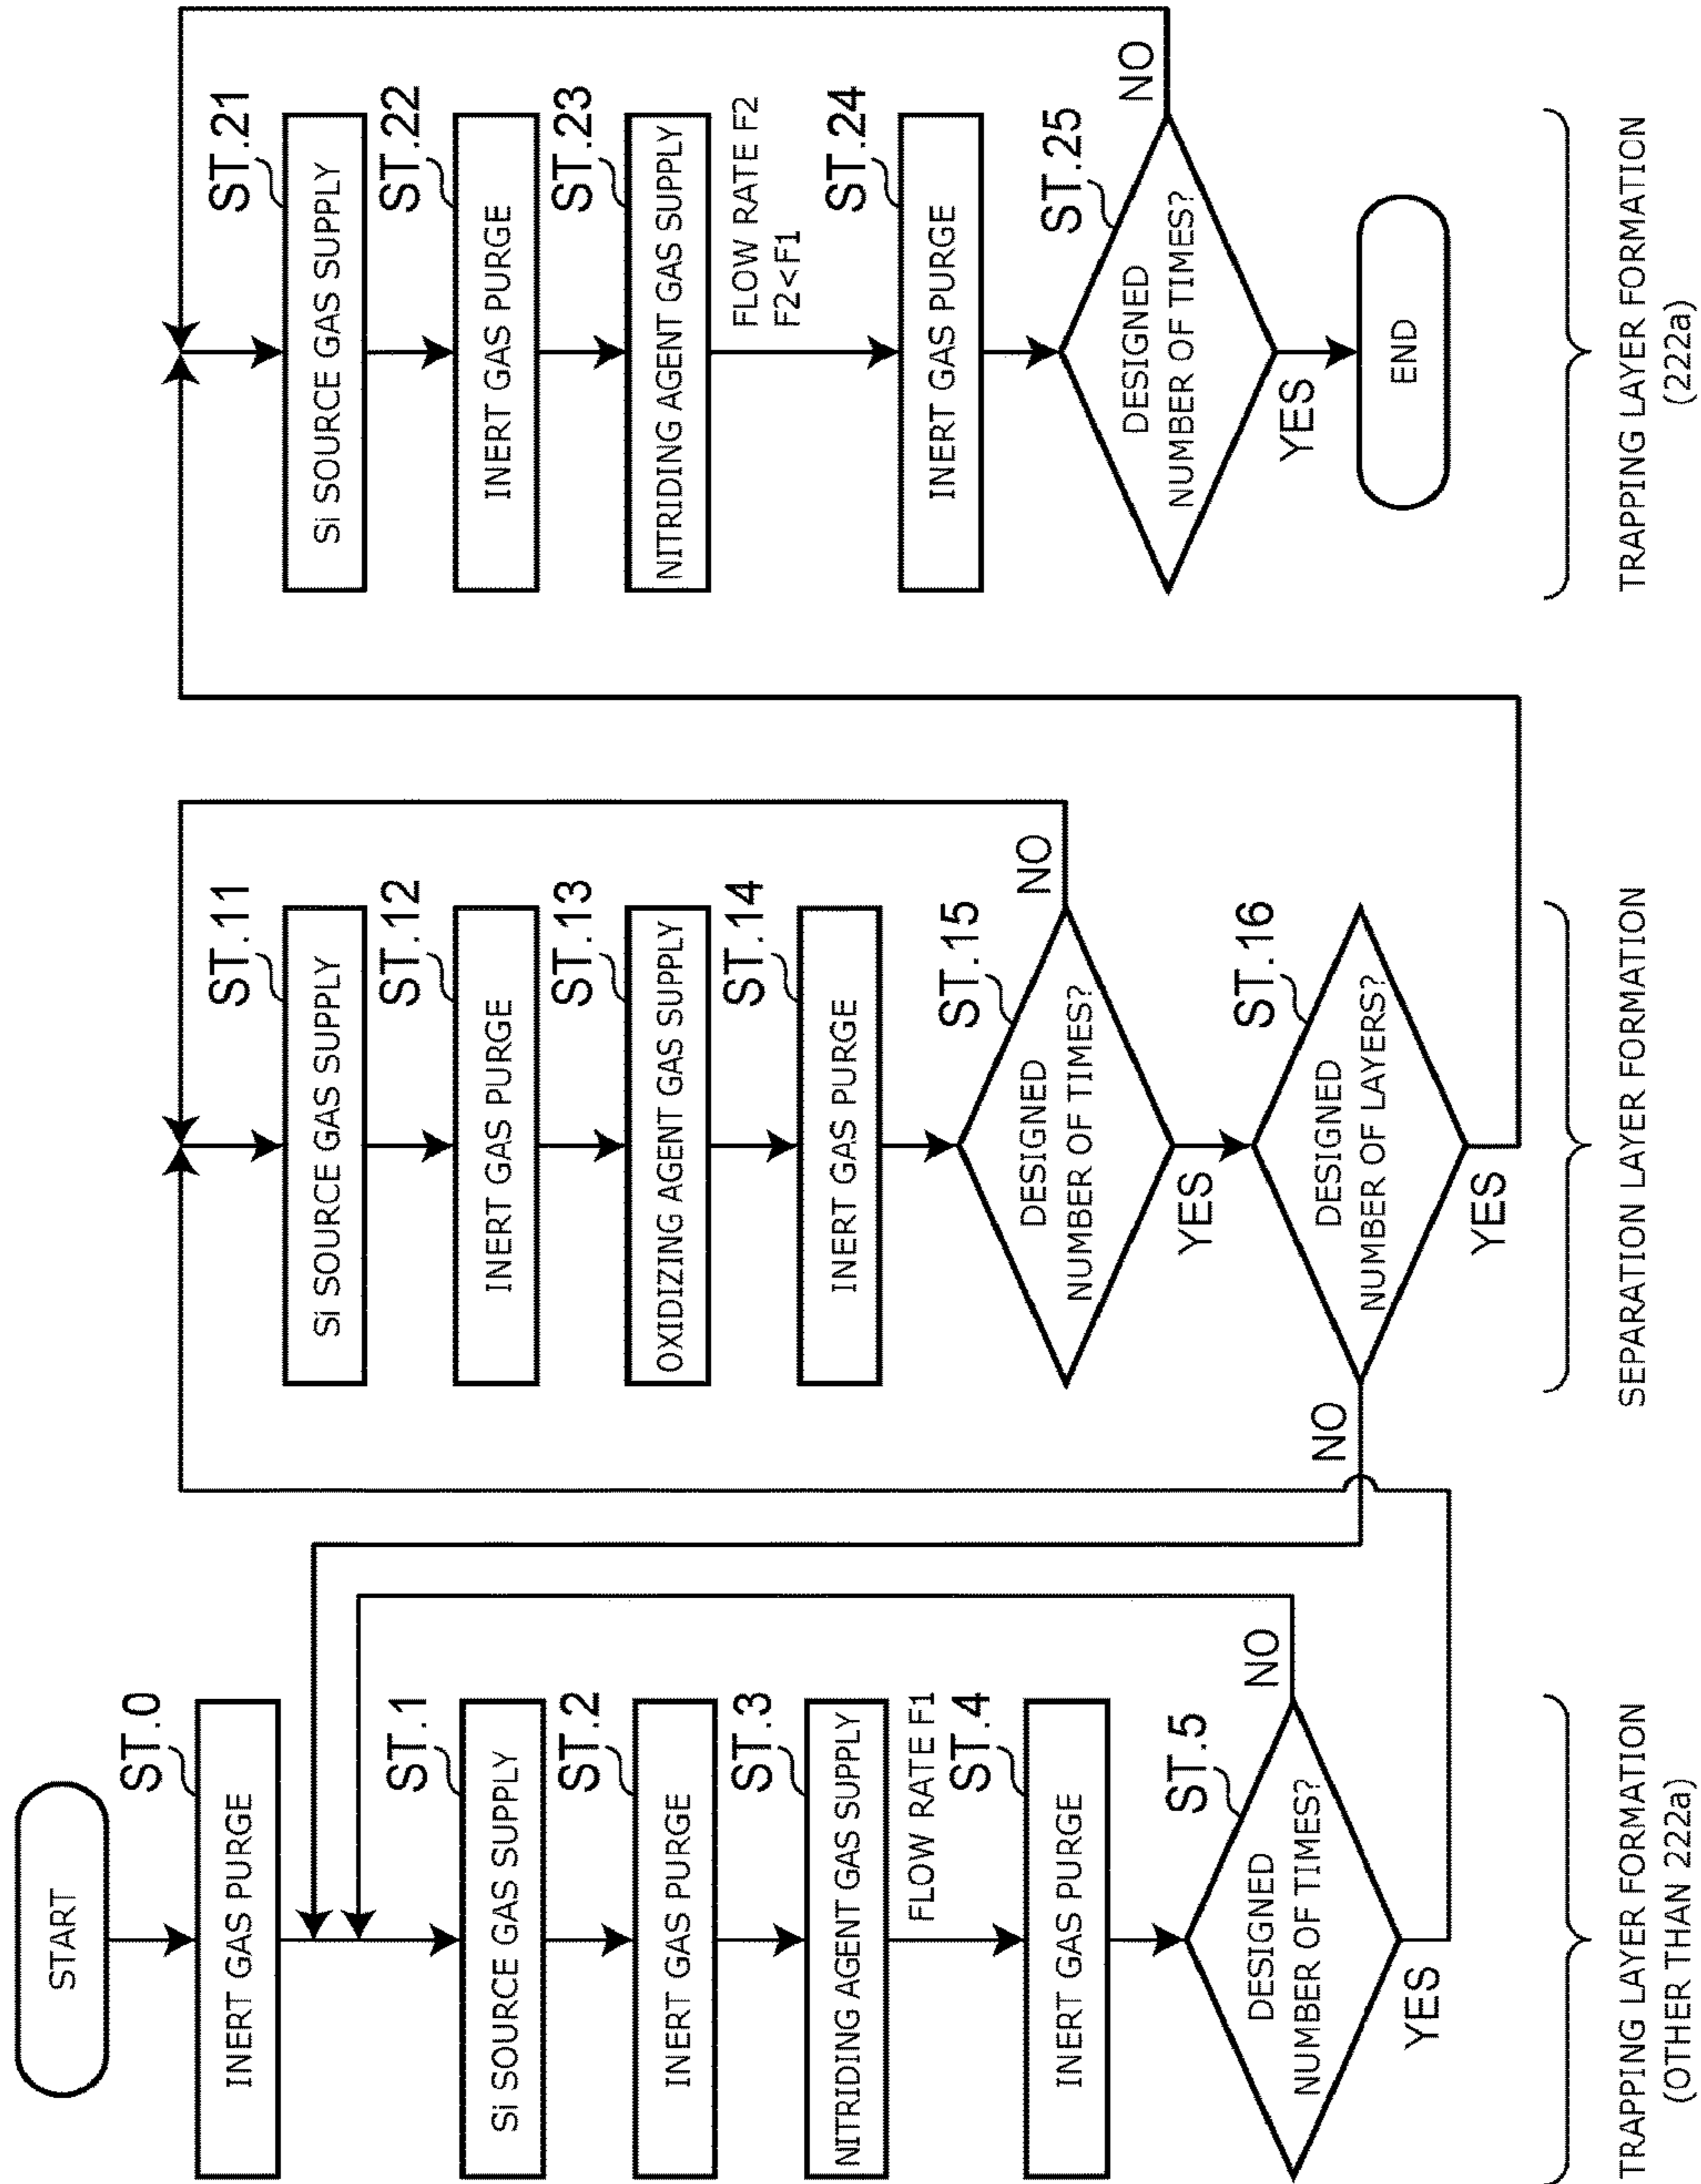 START
ST.0
INERT GAS PURGE
ST.1
Si SOURCE GAS SUPPLY
ST.2
INERT GAS PURGE
ST.3
NITRIDING AGENT GAS SUPPLY
FLOW RATE F1
ST.4
INERT GAS PURGE
ST.5
DESIGNED
NUMBER OF TIMES?
NO
YES
TRAPPING LAYER FORMATION
(OTHER THAN 222a)
ST.11
Si SOURCE GAS SUPPLY
ST.12
INERT GAS PURGE
ST.13
OXIDIZING AGENT GAS SUPPLY
ST.14
INERT GAS PURGE
ST.15
DESIGNED
NUMBER OF TIMES?
NO
YES
ST.16
DESIGNED
NUMBER OF LAYERS?
NO
YES
SEPARATION LAYER FORMATION
ST.21
Si SOURCE GAS SUPPLY
ST.22
INERT GAS PURGE
ST.23
NITRIDING AGENT GAS SUPPLY
FLOW RATE F2
F2<F1
ST.24
INERT GAS PURGE
ST.25
DESIGNED
NUMBER OF TIMES?
NO
YES
END
TRAPPING LAYER FORMATION
(222a)